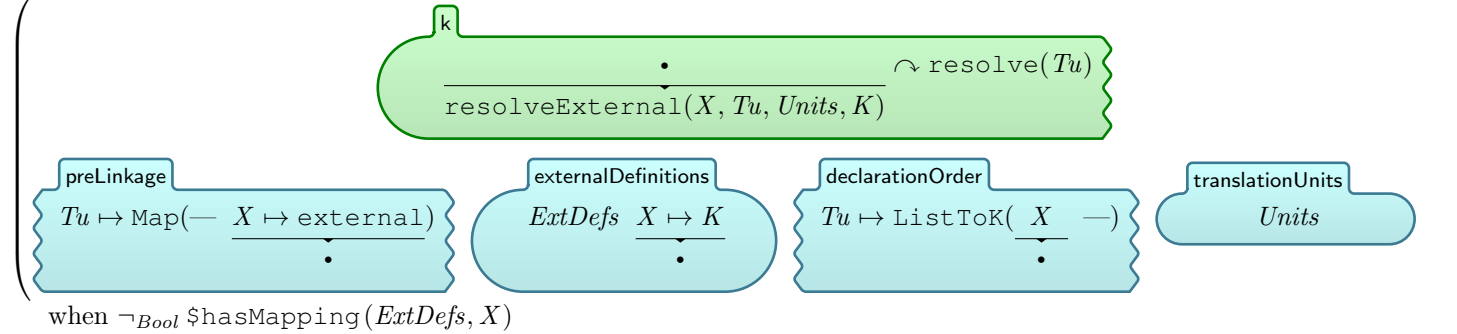 k
• ↷ resolve(Tu)
resolveExternal(X, Tu, Units, K)
preLinkage
Tu ↦ Map(— X ↦ external)
•
externalDefinitions
ExtDefs X ↦ K
•
declarationOrder
Tu ↦ ListToK( X —)
•
translationUnits
Units
when ¬Bool $hasMapping(ExtDefs, X)